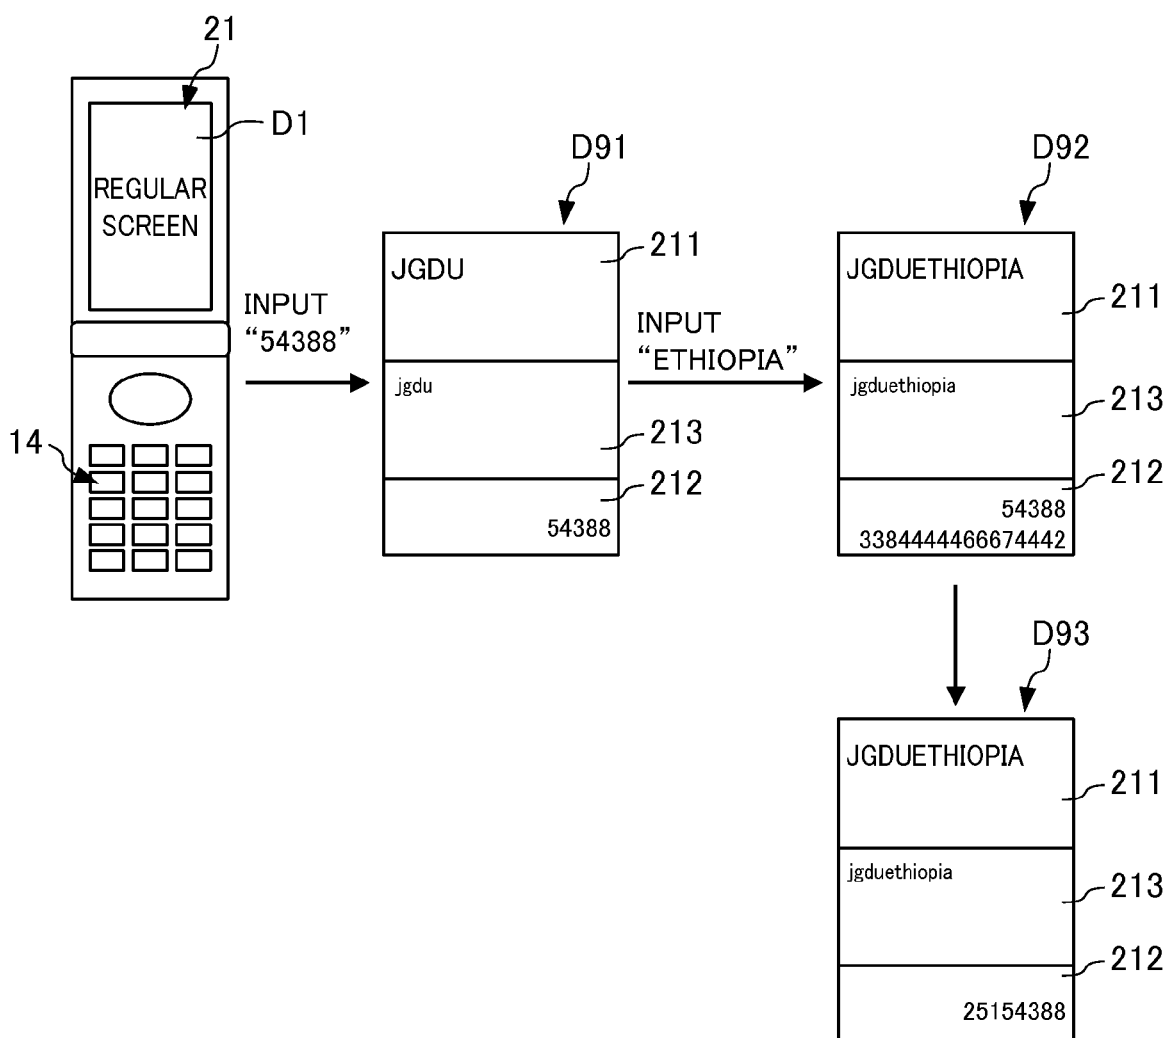 21
D1
REGULAR
SCREEN
14
INPUT
“54388”
D91
JGDU
211
jgdu
213
212
54388
INPUT
“ETHIOPIA”
D92
JGDUETHIOPIA
211
jgduethiopia
213
212
54388
3384444466674442
D93
JGDUETHIOPIA
211
jgduethiopia
213
212
25154388